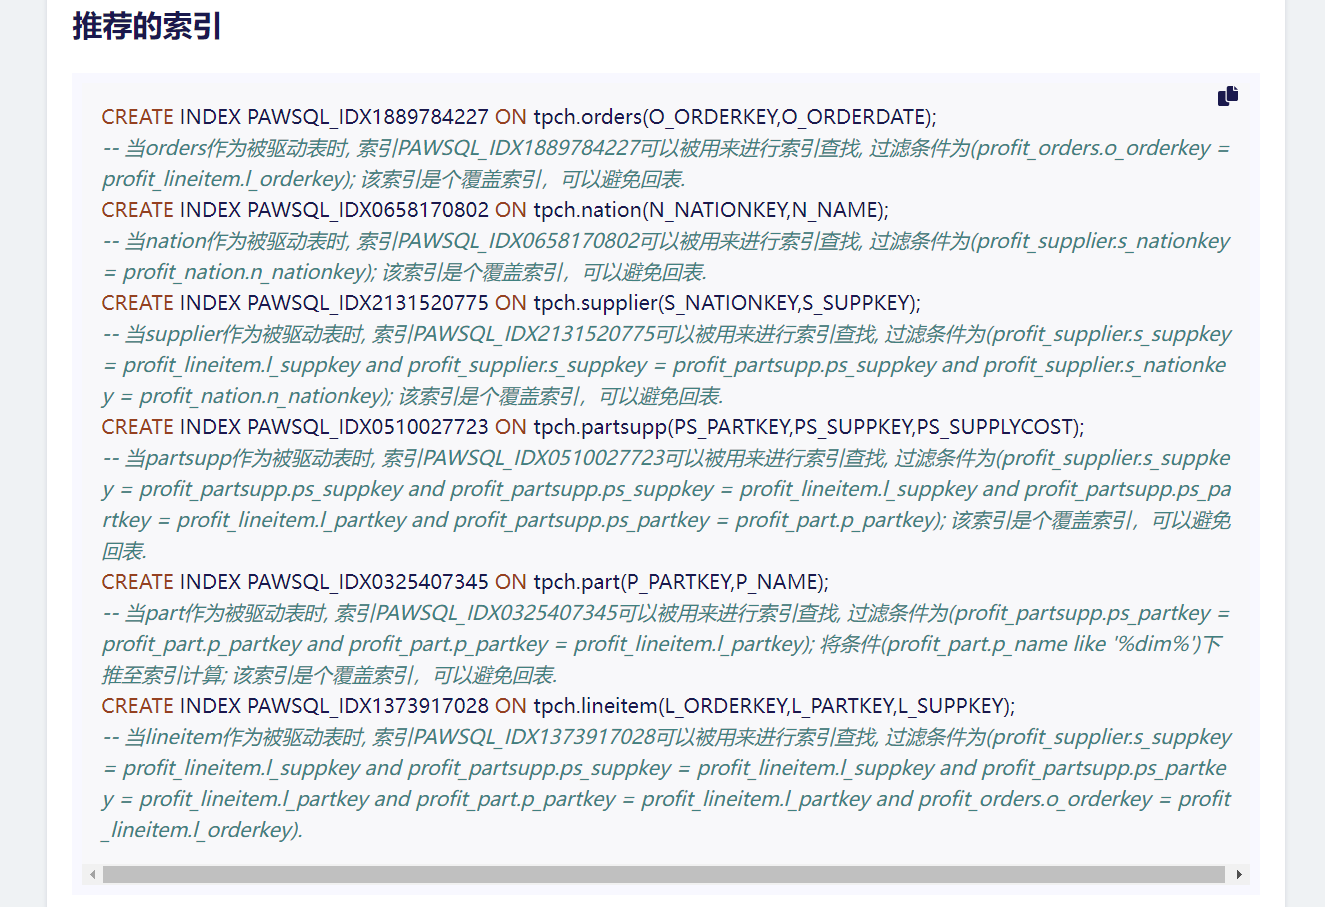 推荐的索引
CREATE INDEX PAWSQL_IDX1889784227 ON tpch.orders(O_ORDERKEY,O_ORDERDATE);
-- 当orders作为被驱动表时, 索引PAWSQL_IDX1889784227可以被用来进行索引查找, 过滤条件为(profit_orders.o_orderkey =
profit_lineitem.l_orderkey); 该索引是个覆盖索引，可以避免回表.
CREATE INDEX PAWSQL_IDX0658170802 ON tpch.nation(N_NATIONKEY,N_NAME);
-- 当nation作为被驱动表时, 索引PAWSQL_IDX0658170802可以被用来进行索引查找, 过滤条件为(profit_supplier.s_nationkey
= profit_nation.n_nationkey); 该索引是个覆盖索引，可以避免回表.
CREATE INDEX PAWSQL_IDX2131520775 ON tpch.supplier(S_NATIONKEY,S_SUPPKEY);
-- 当supplier作为被驱动表时, 索引PAWSQL_IDX2131520775可以被用来进行索引查找, 过滤条件为(profit_supplier.s_suppkey
= profit_lineitem.l_suppkey and profit_supplier.s_suppkey = profit_partsupp.ps_suppkey and profit_supplier.s_nationke
y = profit_nation.n_nationkey); 该索引是个覆盖索引，可以避免回表.
CREATE INDEX PAWSQL_IDX0510027723 ON tpch.partsupp(PS_PARTKEY,PS_SUPPKEY,PS_SUPPLYCOST);
-- 当partsupp作为被驱动表时, 索引PAWSQL_IDX0510027723可以被用来进行索引查找, 过滤条件为(profit_supplier.s_suppke
y = profit_partsupp.ps_suppkey and profit_partsupp.ps_suppkey = profit_lineitem.l_suppkey and profit_partsupp.ps_pa
rtkey = profit_lineitem.l_partkey and profit_partsupp.ps_partkey = profit_part.p_partkey); 该索引是个覆盖索引，可以避免
回表.
CREATE INDEX PAWSQL_IDX0325407345 ON tpch.part(P_PARTKEY,P_NAME);
-- 当part作为被驱动表时, 索引PAWSQL_IDX0325407345可以被用来进行索引查找, 过滤条件为(profit_partsupp.ps_partkey =
profit_part.p_partkey and profit_part.p_partkey = profit_lineitem.l_partkey); 将条件(profit_part.p_name like '%dim%')下
推至索引计算; 该索引是个覆盖索引，可以避免回表.
CREATE INDEX PAWSQL_IDX1373917028 ON tpch.lineitem(L_ORDERKEY,L_PARTKEY,L_SUPPKEY);
-- 当lineitem作为被驱动表时, 索引PAWSQL_IDX1373917028可以被用来进行索引查找, 过滤条件为(profit_supplier.s_suppkey
= profit_lineitem.l_suppkey and profit_partsupp.ps_suppkey = profit_lineitem.l_suppkey and profit_partsupp.ps_partke
y = profit_lineitem.l_partkey and profit_part.p_partkey = profit_lineitem.l_partkey and profit_orders.o_orderkey = profit
_lineitem.l_orderkey).